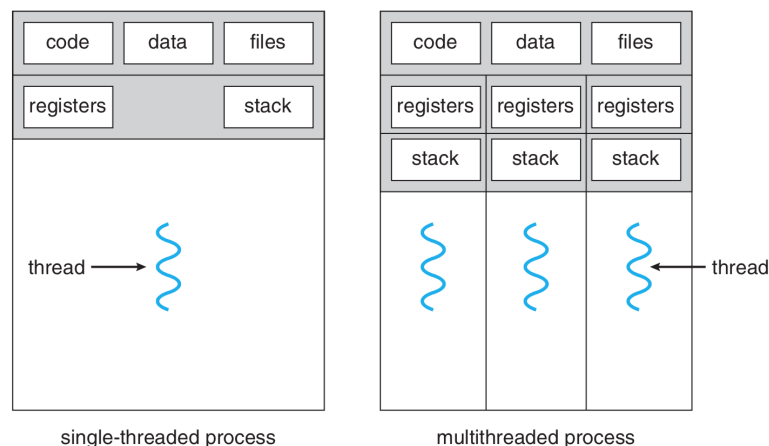 code data files
registers stack
thread
single-threaded process
code data files
registers registers registers
stack stack stack
thread
multithreaded process